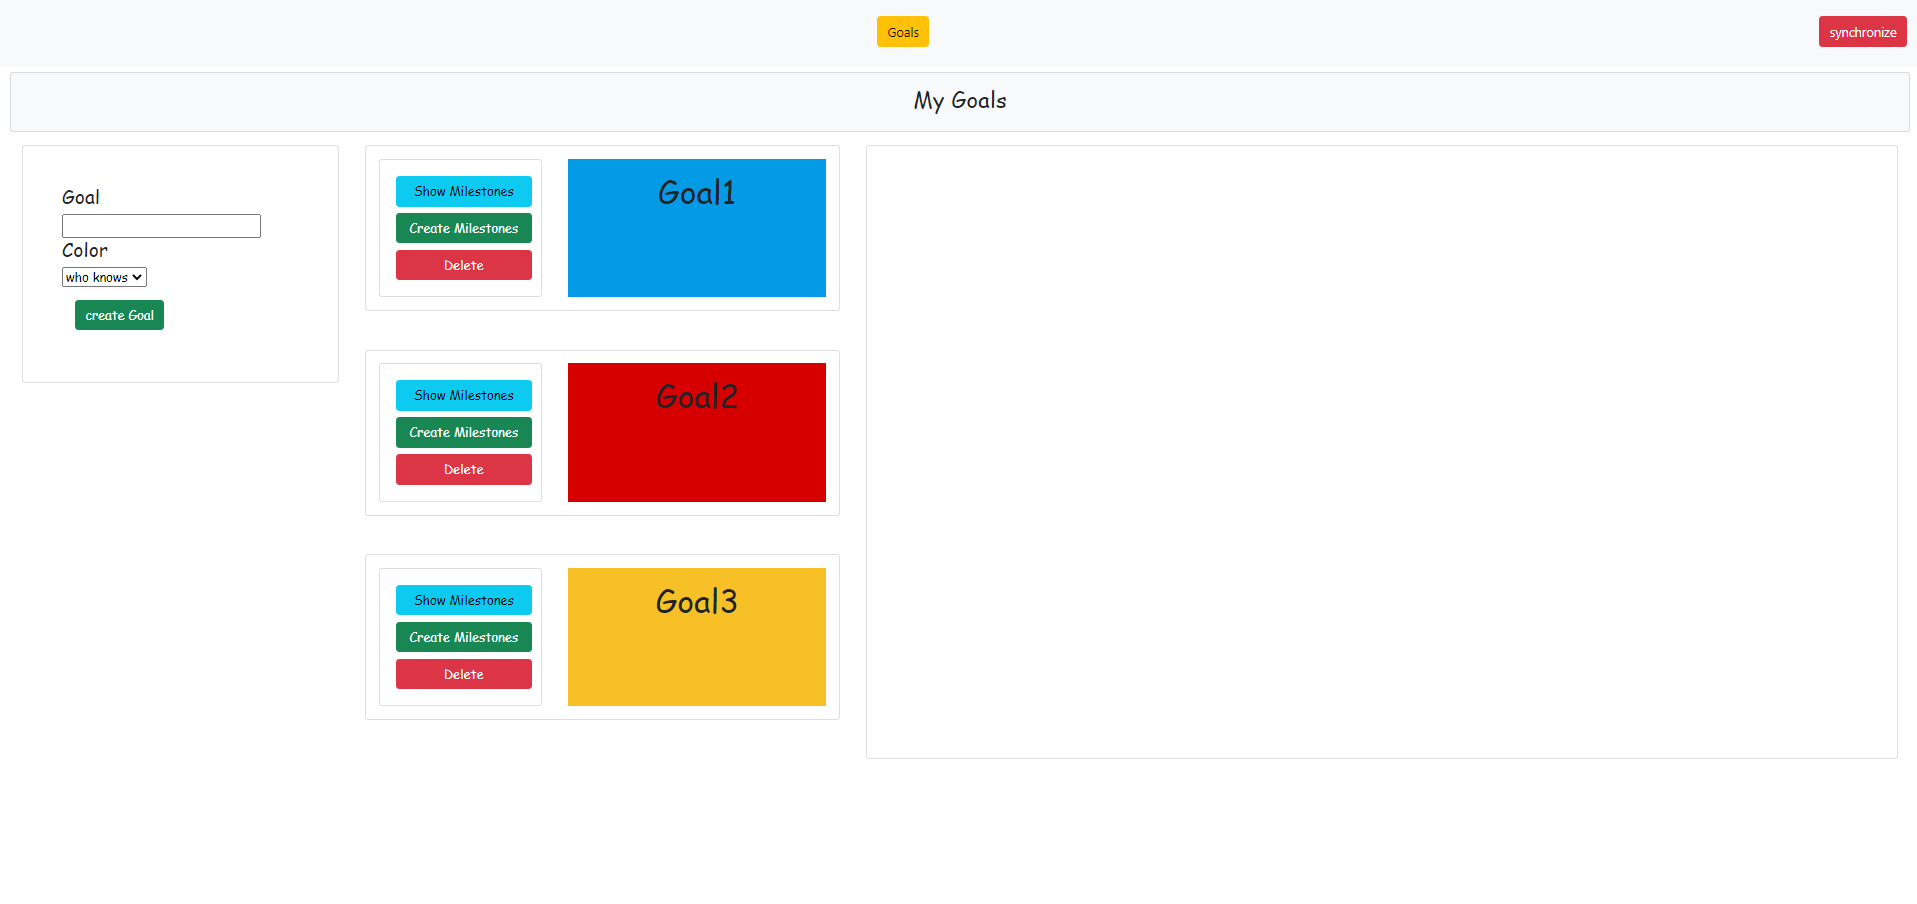 Goals
synchronize
My Goals
Goal
Color
who knows
create Goal
Show Milestones
Create Milestones
Delete
Goal1
Show Milestones
Create Milestones
Delete
Goal2
Show Milestones
Create Milestones
Delete
Goal3